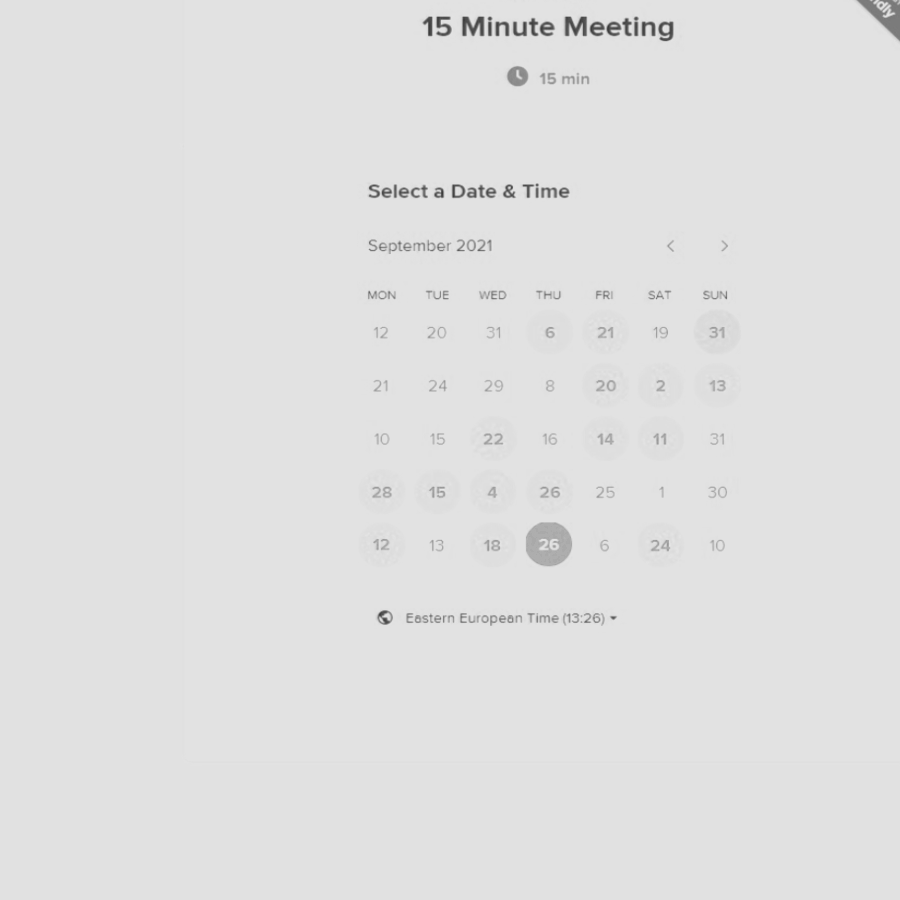 15 Minute Meeting
15 min
Select a Date & Time
September 2021
MON TUE WED THU FRI SAT SUN
12 20 31 6 21 19 31
21 24 29 8 20 2 13
10 15 22 16 14 11 31
28 15 4 26 25 1 30
12 13 18 26 6 24 10
Eastern European Time (13:26)